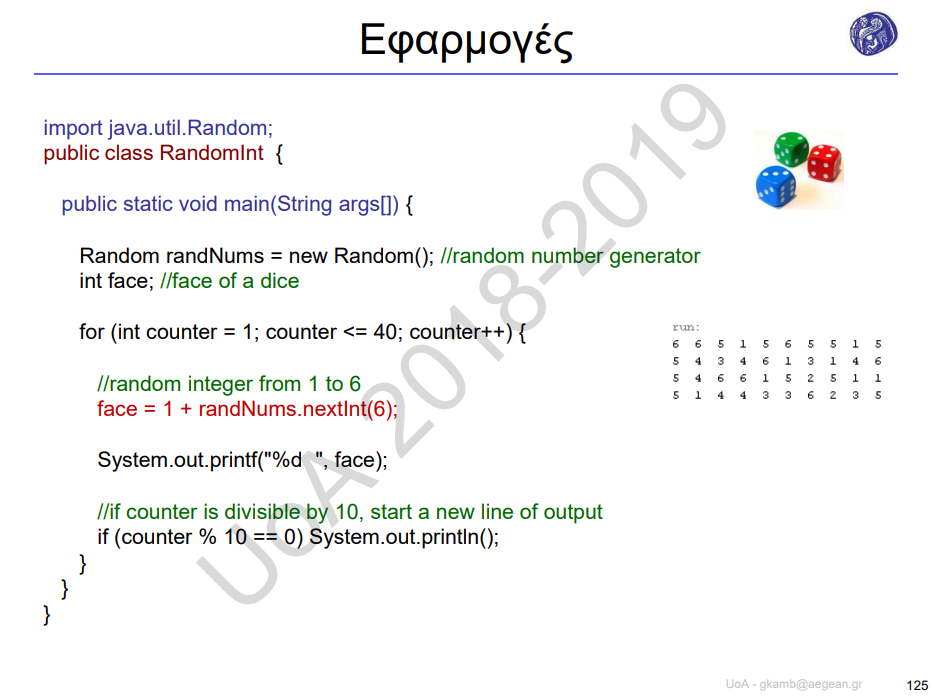 Εφαρμογές
import java.util.Random;
public class RandomInt {
public static void main(String args[]) {
Random randNums = new Random(); //random number generator
int face; //face of a dice
for (int counter = 1; counter <= 40; counter++) {
//random integer from 1 to 6
face = 1 + randNums.nextInt(6);
System.out.printf("%d  ", face);
//if counter is divisible by 10, start a new line of output
if (counter % 10 == 0) System.out.println();
}
}
}
run:
6 6 5 1 5 6 5 5 1 5
5 4 3 4 6 1 3 1 4 6
5 4 6 6 1 5 2 5 1 1
5 1 4 4 3 3 6 2 3 5
UoA 2018-2019
UoA - gkamb@aegean.gr
125